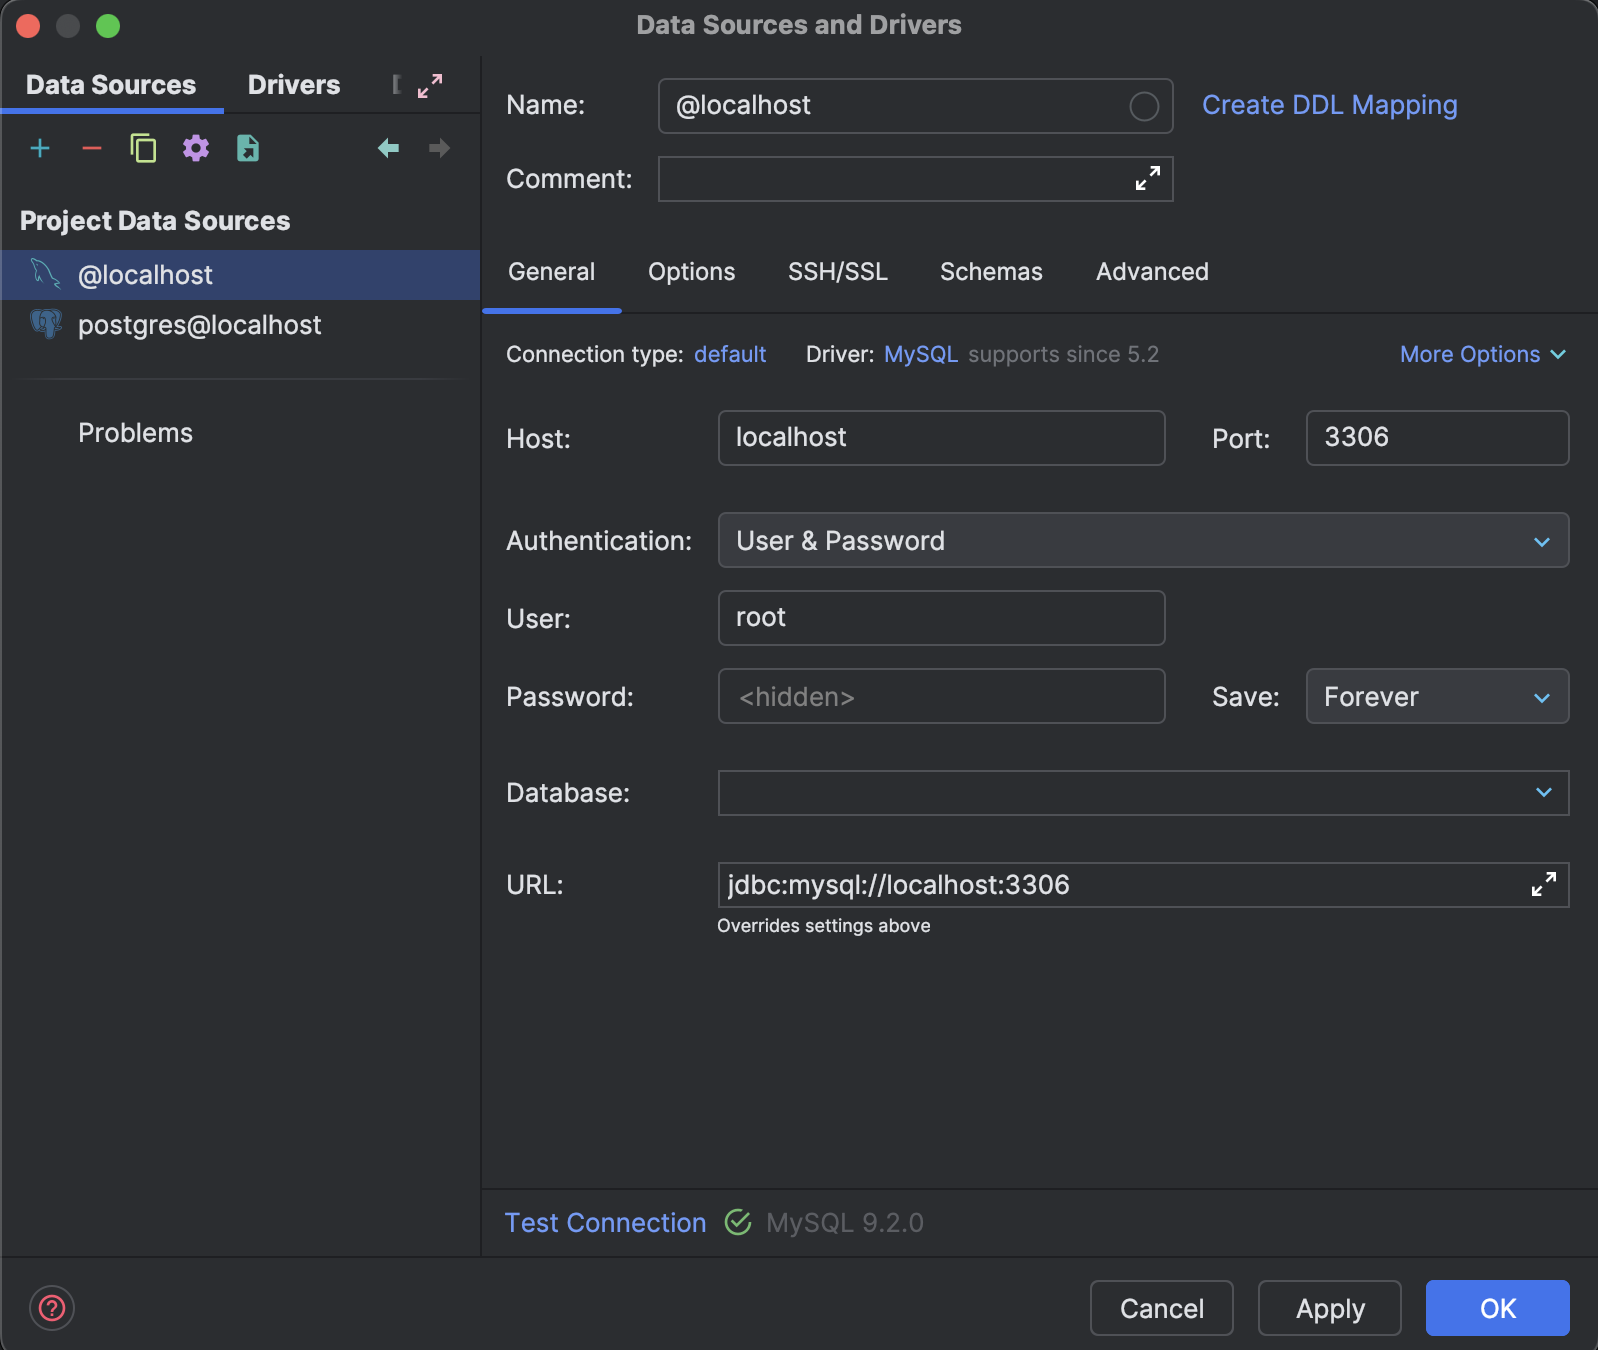 Data Sources and Drivers
Data Sources Drivers
Project Data Sources
@localhost
postgres@localhost
Problems
Name: @localhost Create DDL Mapping
Comment:
General Options SSH/SSL Schemas Advanced
Connection type: default Driver: MySQL supports since 5.2 More Options
Host: localhost Port: 3306
Authentication: User & Password
User: root
Password: <hidden> Save: Forever
Database:
URL: jdbc:mysql://localhost:3306
Overrides settings above
Test Connection MySQL 9.2.0
? Cancel Apply OK